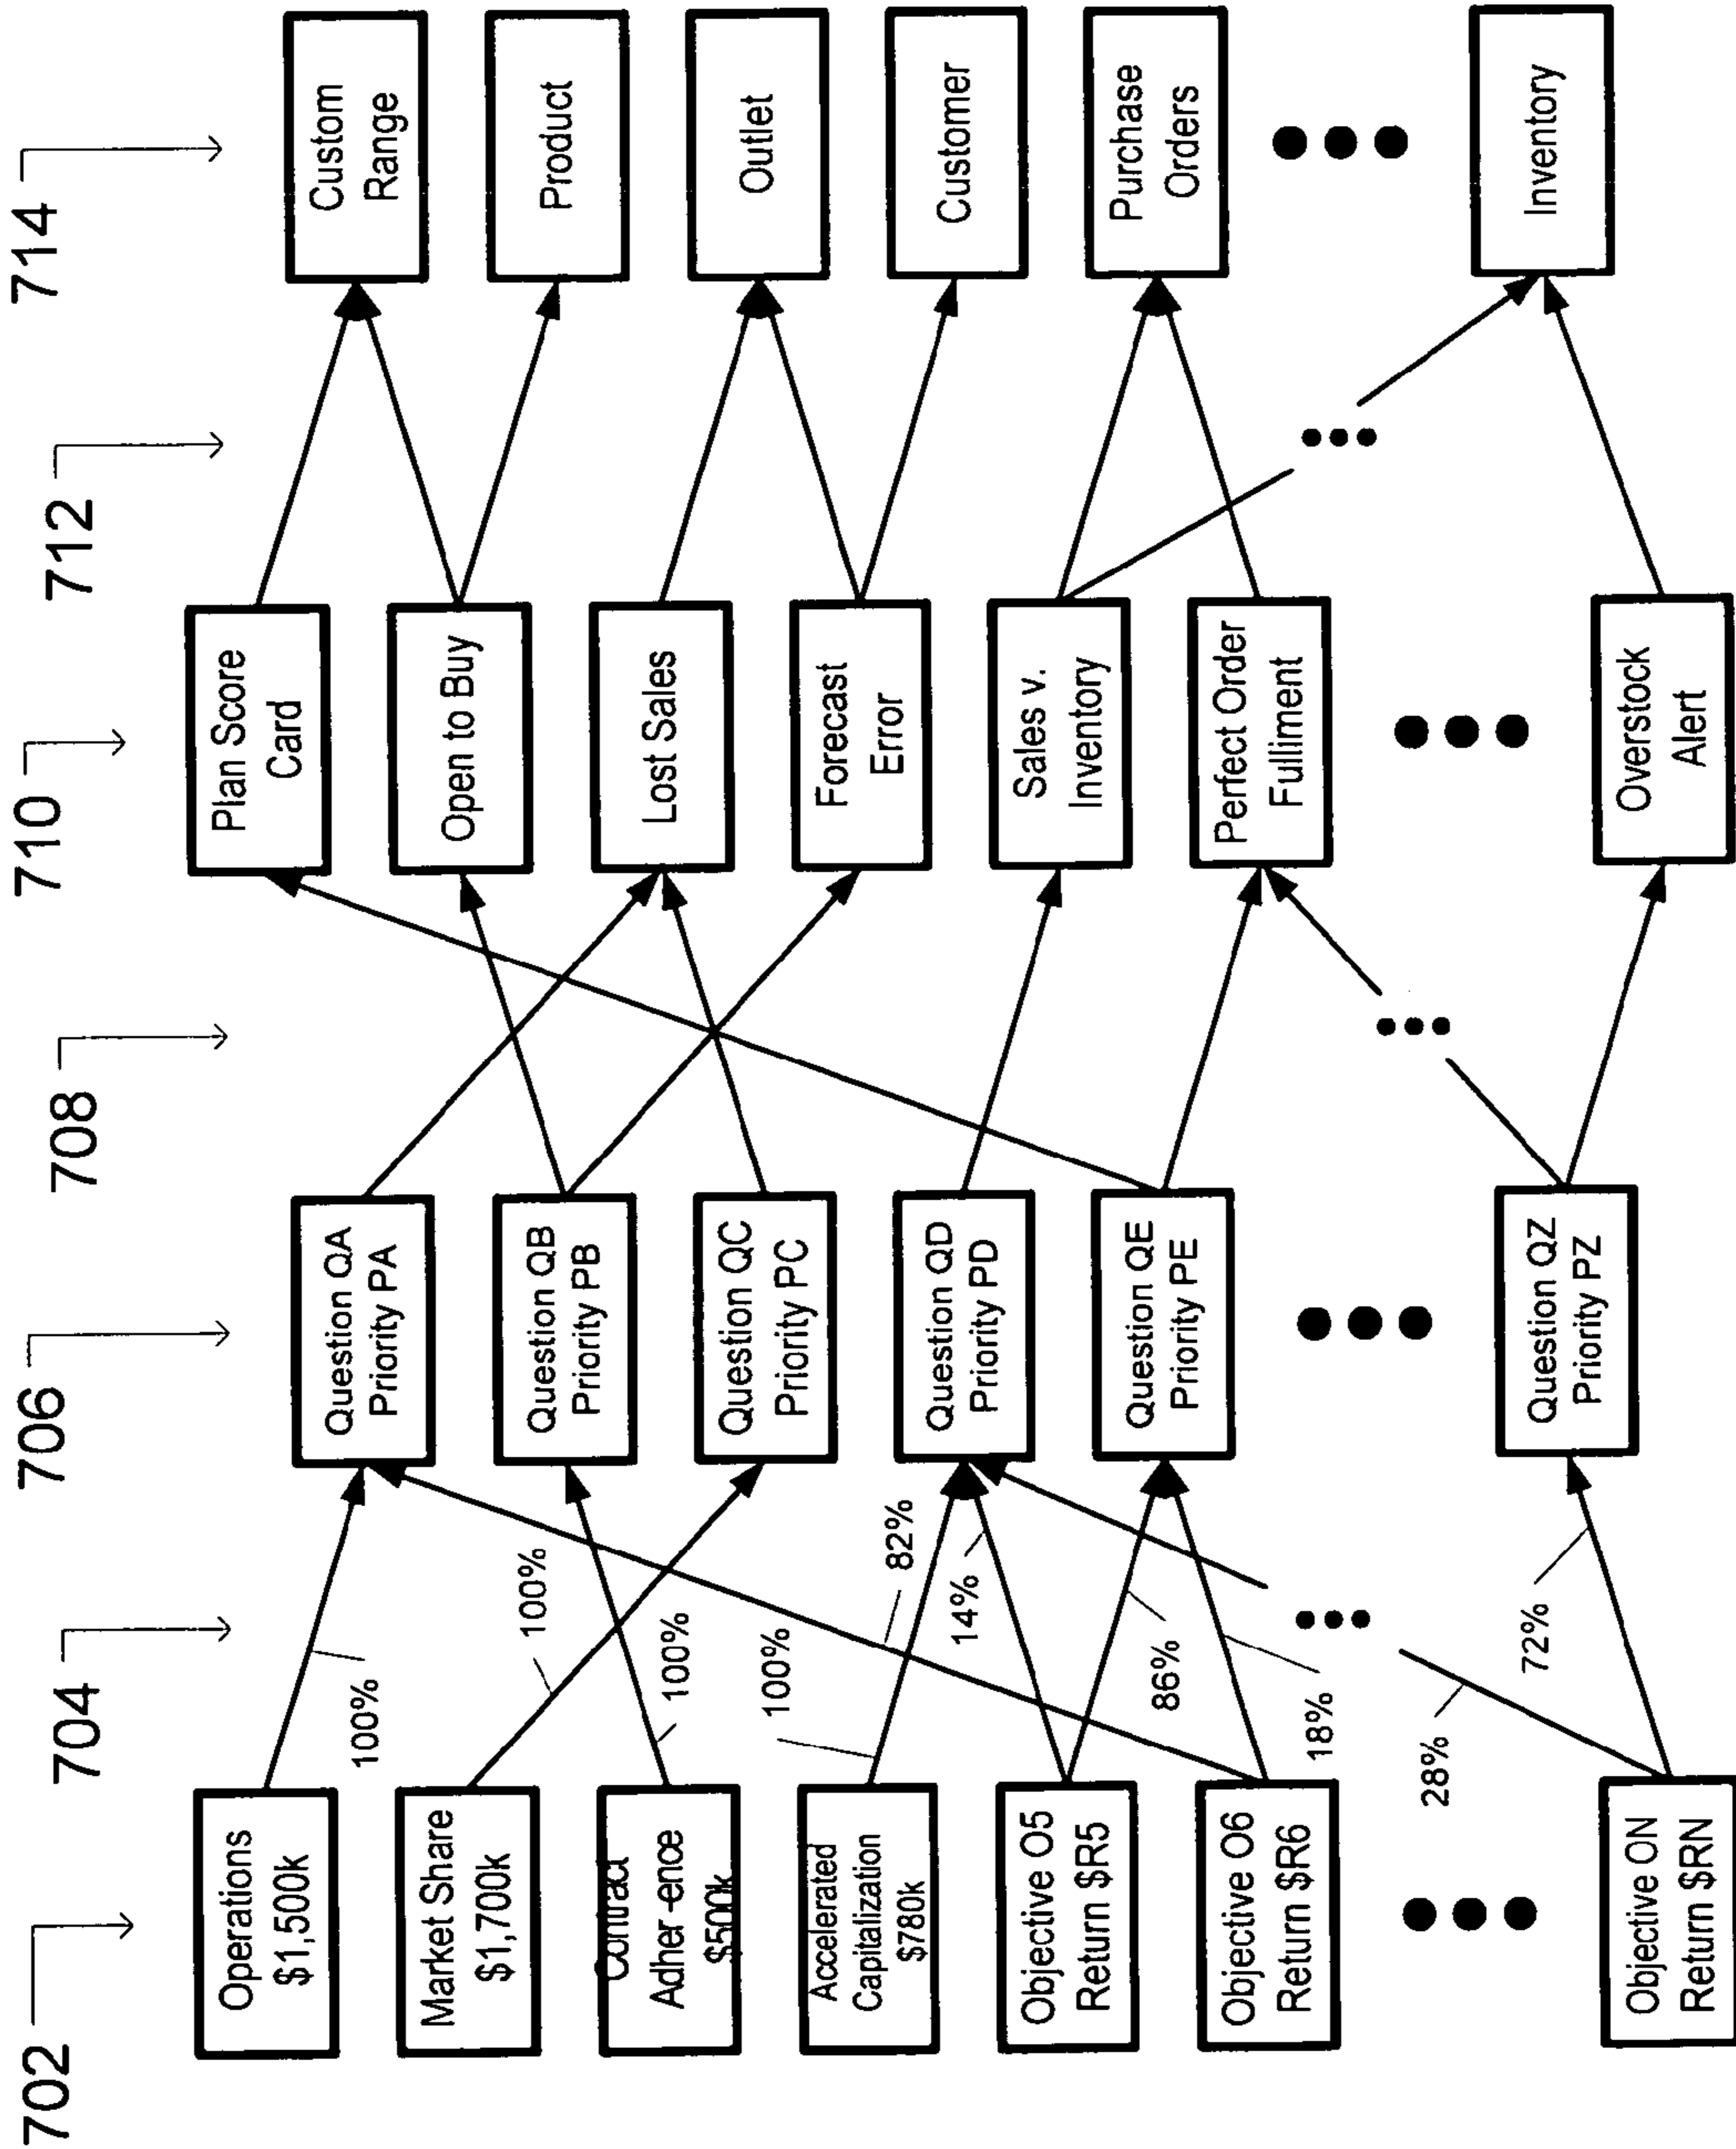 702
704
706
708
710
712
714
Operations
$1,500k
Market Share
$1,700k
Contract
Adher-ence
$500k
Accelerated
Capitalization
$780k
Objective O5
Return $R5
Objective O6
Return $R6
Objective ON
Return $RN
100%
100%
100%
100%
82%
14%
86%
18%
28%
72%
Question QA
Priority PA
Question QB
Priority PB
Question QC
Priority PC
Question QD
Priority PD
Question QE
Priority PE
Question QZ
Priority PZ
Plan Score
Card
Open to Buy
Lost Sales
Forecast
Error
Sales v.
Inventory
Perfect Order
Fulliment
Overstock
Alert
Custom
Range
Product
Outlet
Customer
Purchase
Orders
Inventory